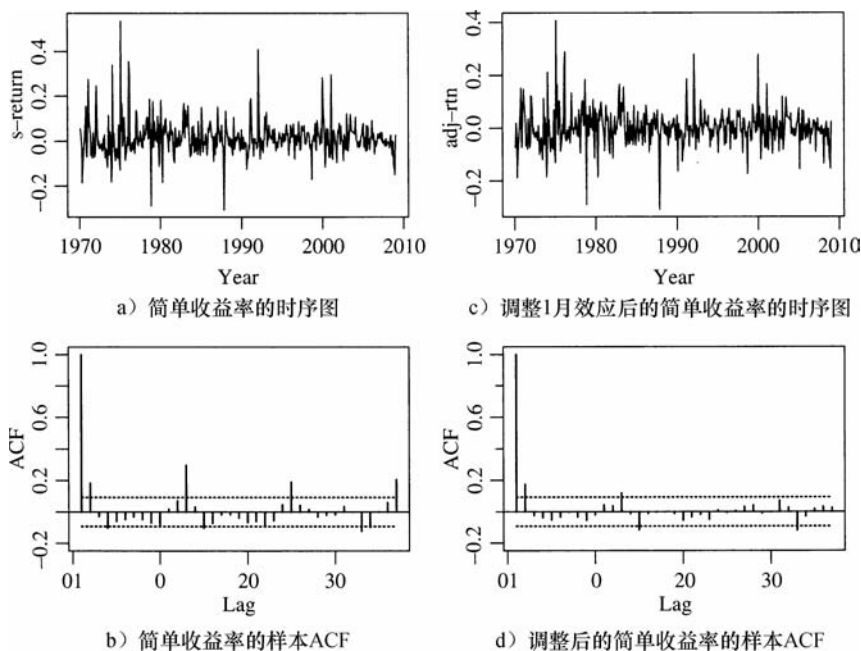 s-return
0.4
0.2
0.0
-0.2
1970 1980 1990 2000 2010
Year
a）简单收益率的时序图
adj-rtn
0.4
0.2
0.0
-0.2
1970 1980 1990 2000 2010
Year
c）调整1月效应后的简单收益率的时序图
ACF
1.0
0.6
0.2
-0.2
01 0 20 30
Lag
b）简单收益率的样本ACF
ACF
1.0
0.6
0.2
-0.2
01 0 20 30
Lag
d）调整后的简单收益率的样本ACF